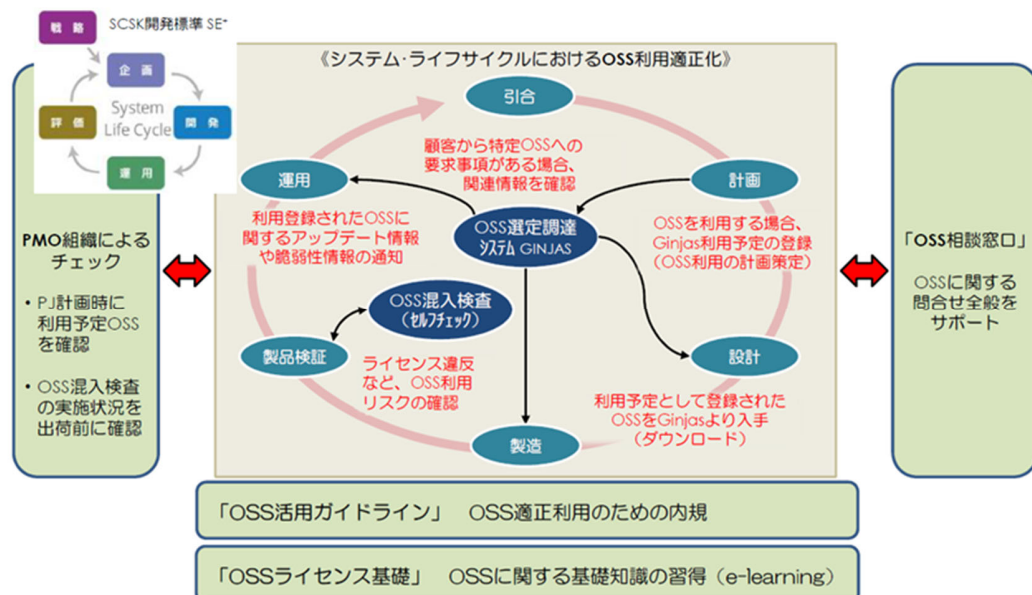 戦略
SCSK開発標準 SE⁺
企画
System
Life Cycle
評価
開発
運用
《システム･ライフサイクルにおけるOSS利用適正化》
引合
顧客から特定OSSへの
要求事項がある場合、
関連情報を確認
運用
計画
利用登録されたOSSに
関するアップデート情報
や脆弱性情報の通知
OSS選定調達
ｼｽﾃﾑ GINJAS
OSSを利用する場合、
Ginjas利用予定の登録
（OSS利用の計画策定）
OSS混入検査
（ｾﾙﾌﾁｪｯｸ）
製品検証
設計
ライセンス違反
など、OSS利用
リスクの確認
利用予定として登録された
OSSをGinjasより入手
（ダウンロード）
製造
PMO組織による
チェック
• PJ計画時に
利用予定OSS
を確認
• OSS混入検査
の実施状況を
出荷前に確認
「OSS相談窓口」
OSSに関する
問合せ全般を
サポート
「OSS活用ガイドライン」　OSS適正利用のための内規
「OSSライセンス基礎」　OSSに関する基礎知識の習得（e-learning）